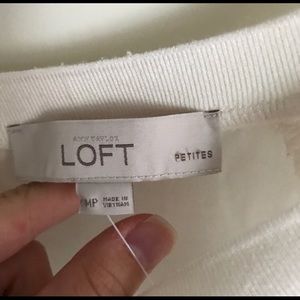 ANN TAYLOR
LOFT PETITES
MP MADE IN
VIETNAM